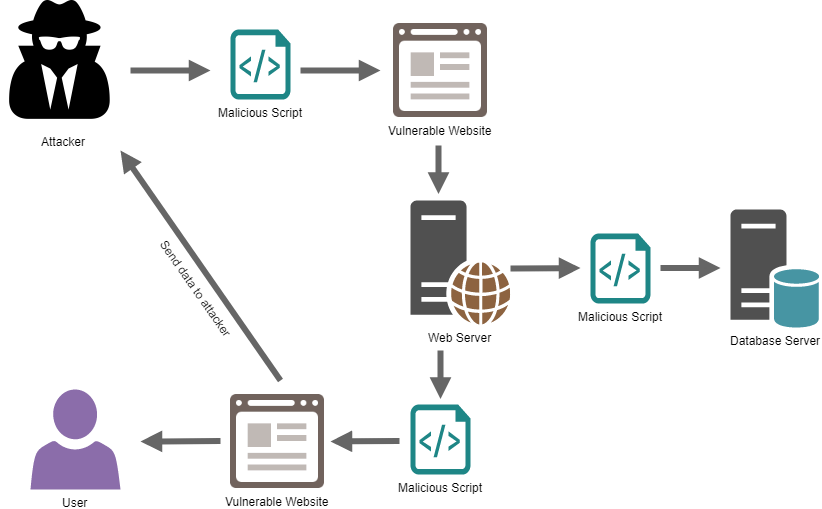 Malicious Script
Vulnerable Website
Attacker
Send data to attacker
Malicious Script
Web Server
Database Server
Malicious Script
User
Vulnerable Website